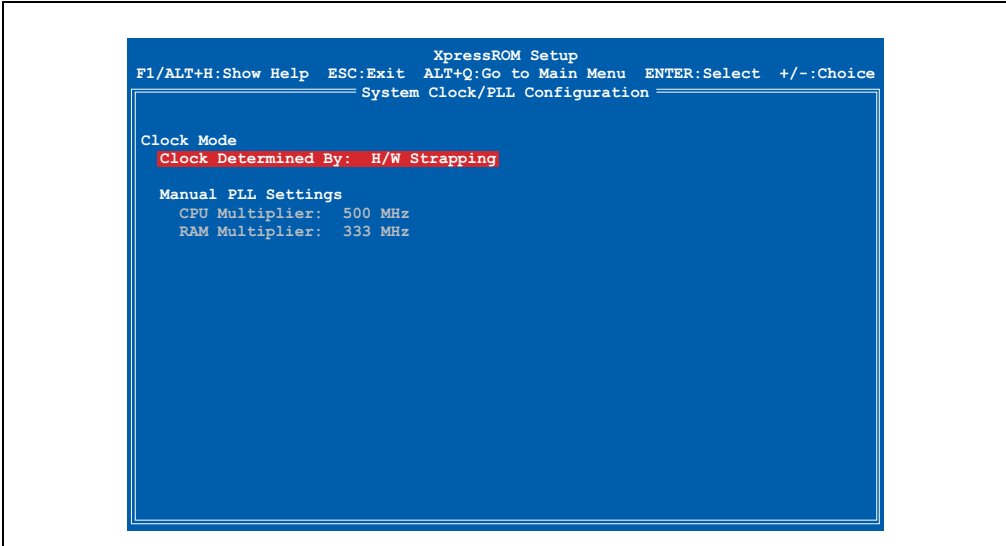 XpressROM Setup
F1/ALT+H:Show Help ESC:Exit ALT+Q:Go to Main Menu ENTER:Select +/-:Choice
System Clock/PLL Configuration
Clock Mode
Clock Determined By: H/W Strapping
Manual PLL Settings
CPU Multiplier: 500 MHz
RAM Multiplier: 333 MHz